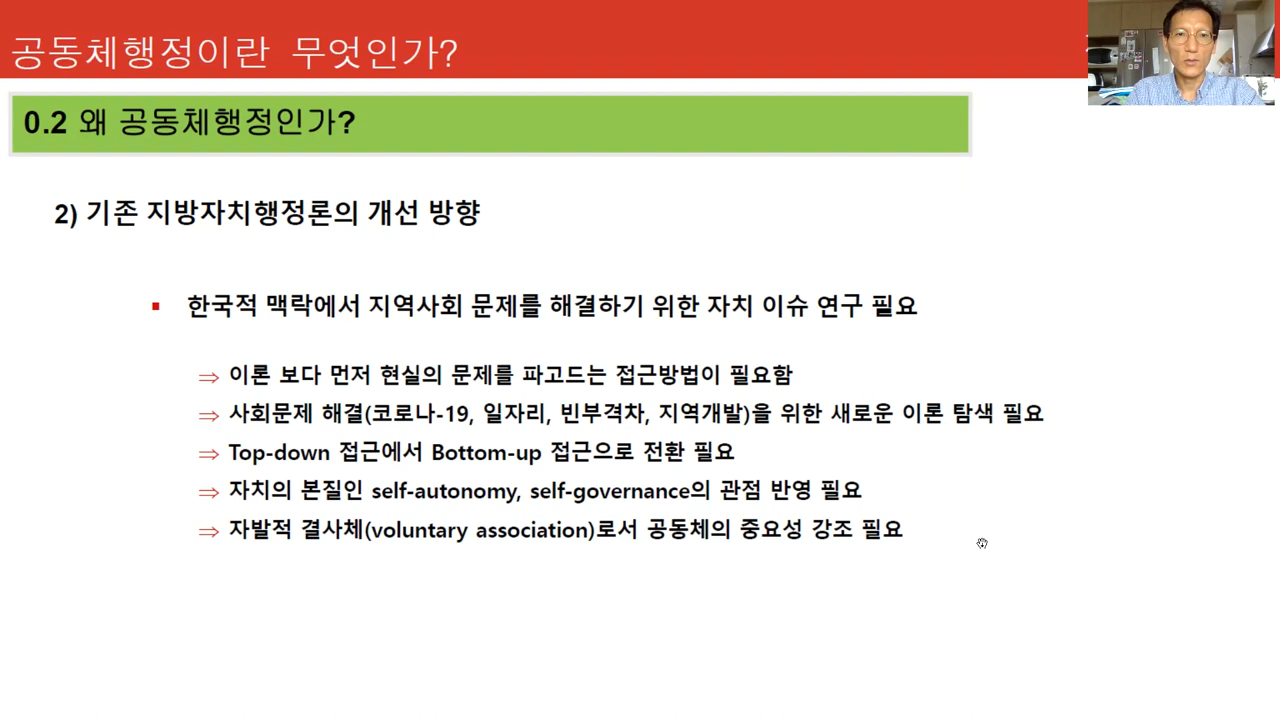 공동체행정이란 무엇인가?
0.2 왜 공동체행정인가?
2) 기존 지방자치행정론의 개선 방향
▪ 한국적 맥락에서 지역사회 문제를 해결하기 위한 자치 이슈 연구 필요
⇒ 이론 보다 먼저 현실의 문제를 파고드는 접근방법이 필요함
⇒ 사회문제 해결(코로나-19, 일자리, 빈부격차, 지역개발)을 위한 새로운 이론 탐색 필요
⇒ Top-down 접근에서 Bottom-up 접근으로 전환 필요
⇒ 자치의 본질인 self-autonomy, self-governance의 관점 반영 필요
⇒ 자발적 결사체(voluntary association)로서 공동체의 중요성 강조 필요